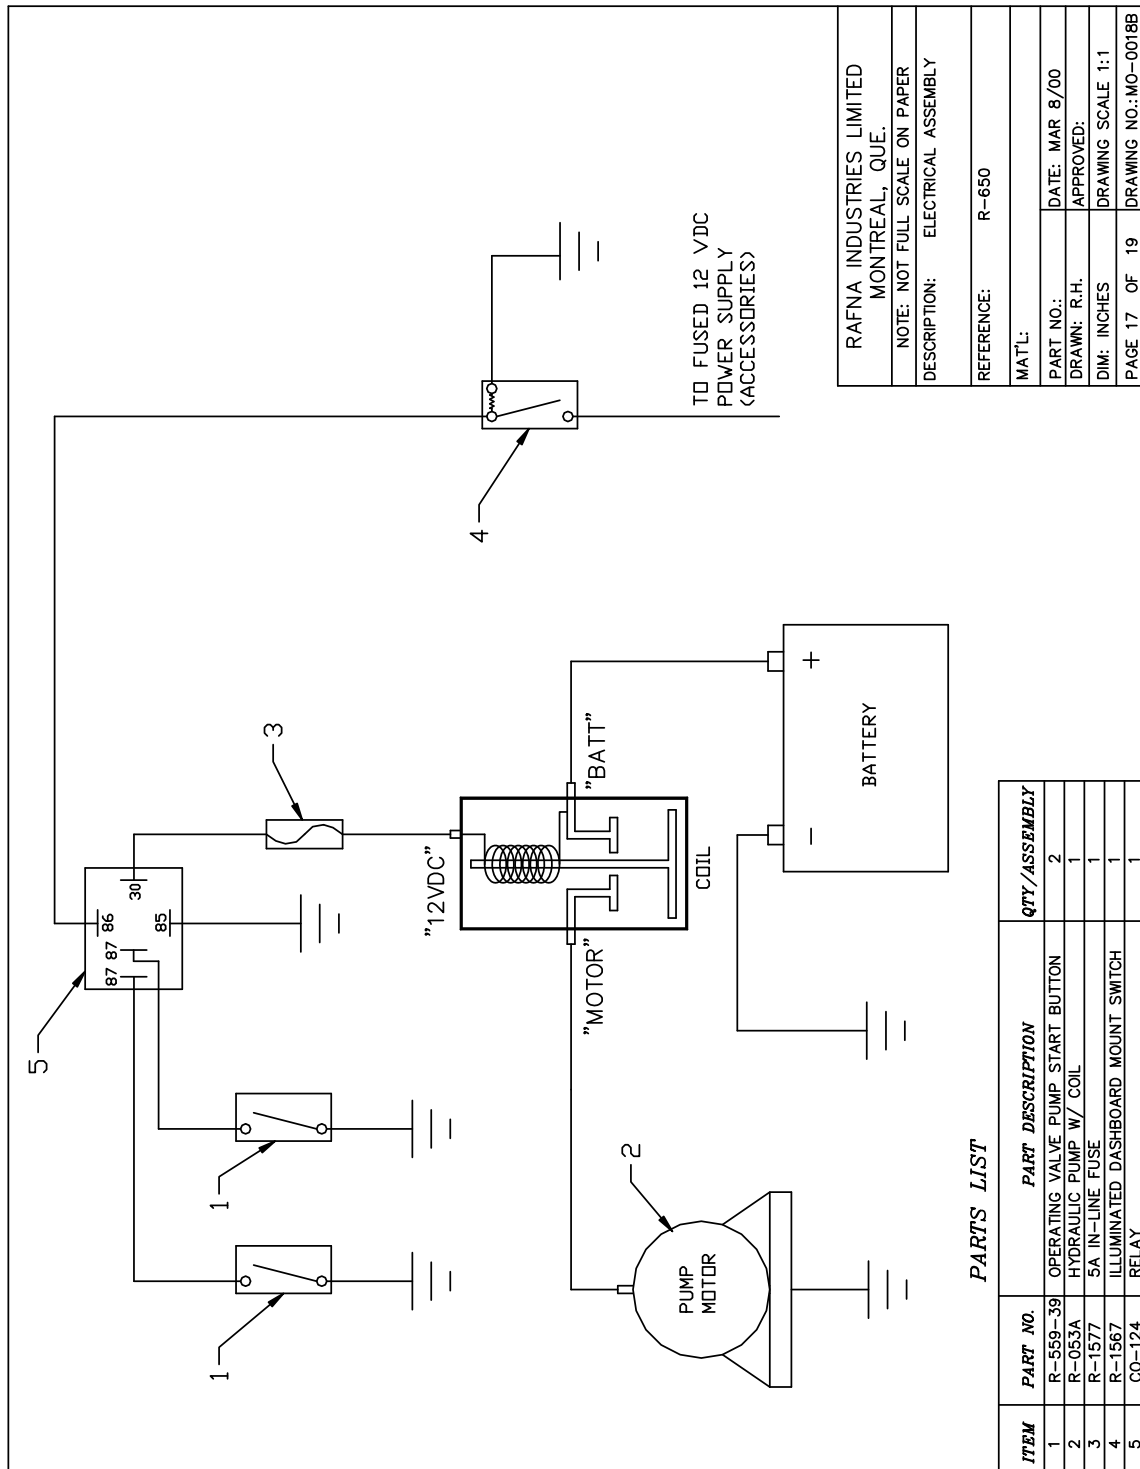 5
87
87
86
85
30
3
1
1
"12VDC"
"MOTOR"
"BATT"
COIL
2
PUMP
MOTOR
BATTERY
-
+
4
TO FUSED 12 VDC
POWER SUPPLY
(ACCESSORIES)
PARTS LIST
ITEM PART NO. PART DESCRIPTION QTY/ASSEMBLY
1 R-559-39 OPERATING VALVE PUMP START BUTTON 2
2 R-053A HYDRAULIC PUMP W/ COIL 1
3 R-1577 5A IN-LINE FUSE 1
4 R-1567 ILLUMINATED DASHBOARD MOUNT SWITCH 1
5 CO-124 RELAY 1
RAFNA INDUSTRIES LIMITED
MONTREAL, QUE.
NOTE: NOT FULL SCALE ON PAPER
DESCRIPTION: ELECTRICAL ASSEMBLY
REFERENCE: R-650
MAT'L:
PART NO.: DATE: MAR 8/00
DRAWN: R.H. APPROVED:
DIM: INCHES DRAWING SCALE 1:1
PAGE 17 OF 19 DRAWING NO.: MO-0018B